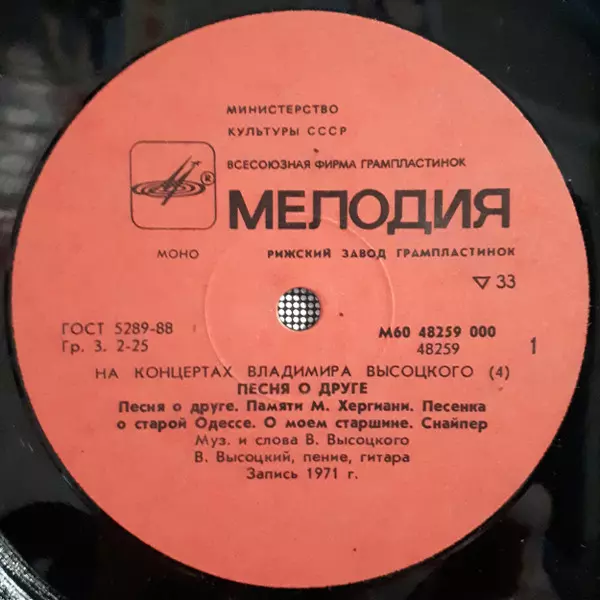 МИНИСТЕРСТВО
КУЛЬТУРЫ СССР
ВСЕСОЮЗНАЯ ФИРМА ГРАМПЛАСТИНОК
®
МЕЛОДИЯ
МОНО
РИЖСКИЙ ЗАВОД ГРАМПЛАСТИНОК
▽ 33
ГОСТ 5289-88
Гр. 3. 2-25
М60 48259 000
48259
1
НА КОНЦЕРТАХ ВЛАДИМИРА ВЫСОЦКОГО (4)
ПЕСНЯ О ДРУГЕ
Песня о друге. Памяти М. Хергиани. Песенка
о старой Одессе. О моем старшине. Снайпер
Муз. и слова В. Высоцкого
В. Высоцкий, пение, гитара
Запись 1971 г.